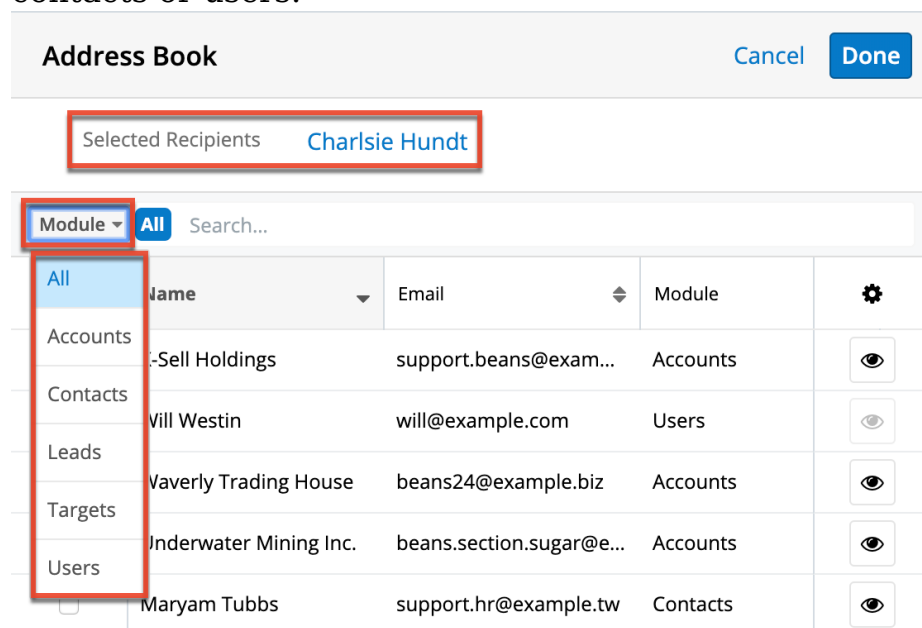 Address Book Cancel Done
Selected Recipients Charlsie Hundt
Module All Search...
All
Name Email Module
Accounts
-Sell Holdings support.beans@exam... Accounts
Contacts
Will Westin will@example.com Users
Leads
Waverly Trading House beans24@example.biz Accounts
Targets
Underwater Mining Inc. beans.section.sugar@e... Accounts
Users
Maryam Tubbs support.hr@example.tw Contacts